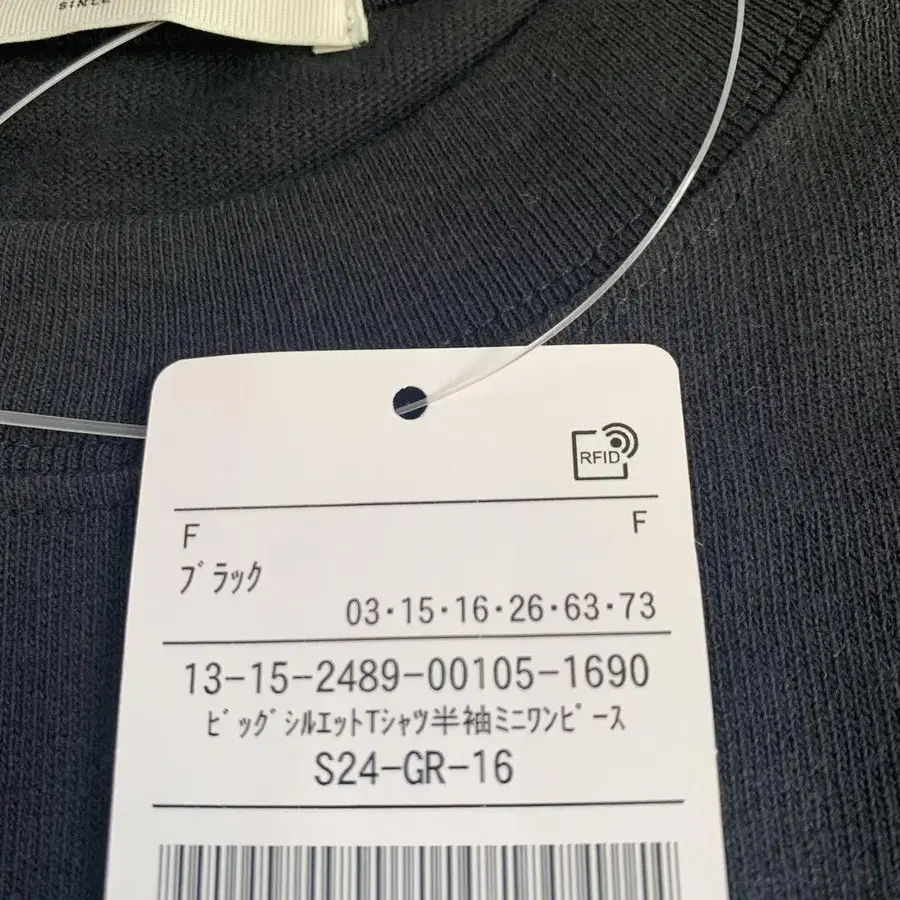 RFID
F F
ﾌﾞﾗｯｸ
03・15・16・26・63・73
13-15-2489-00105-1690
ﾋﾞｯｸﾞｼﾙｴｯﾄTｼｬﾂ半袖ﾐﾆﾜﾝﾋﾟｰｽ
S24-GR-16